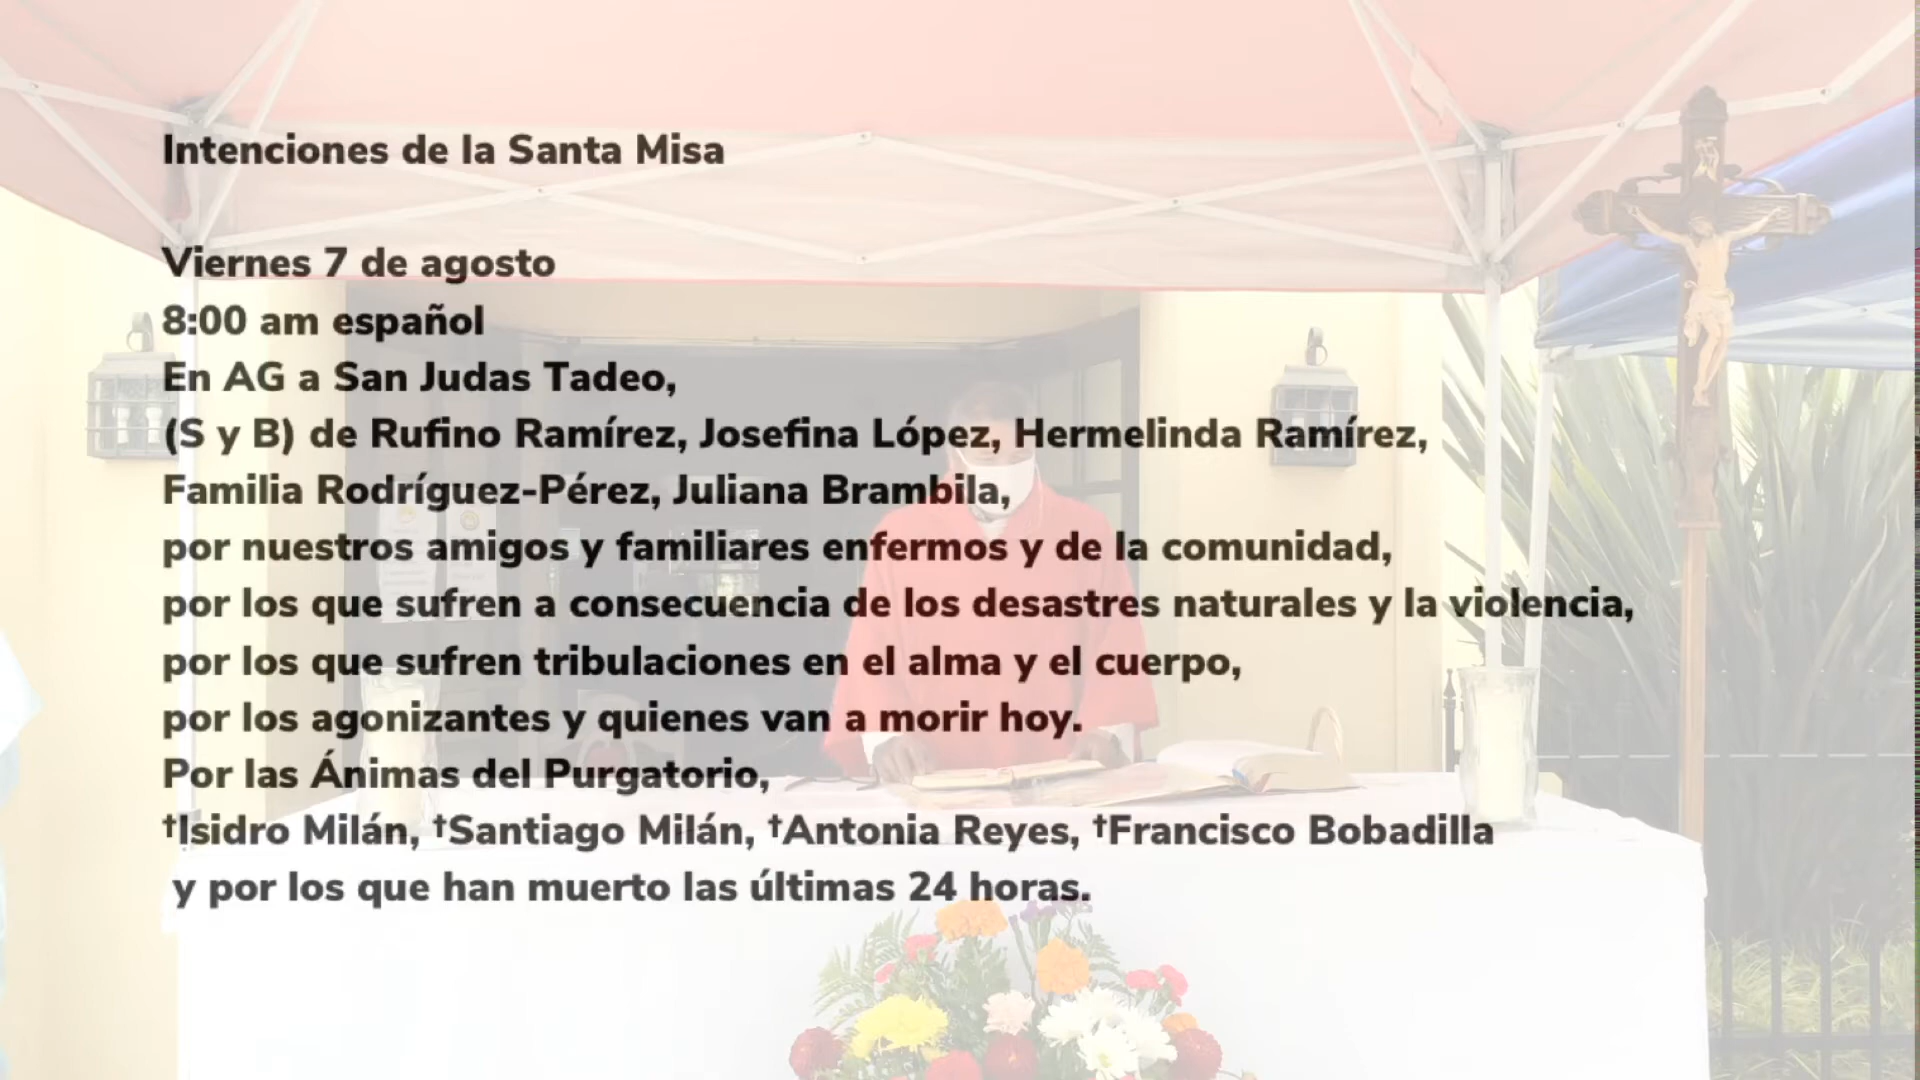 Intenciones de la Santa Misa
Viernes 7 de agosto
8:00 am español
En AG a San Judas Tadeo,
(S y B) de Rufino Ramírez, Josefina López, Hermelinda Ramírez,
Familia Rodríguez-Pérez, Juliana Brambila,
por nuestros amigos y familiares enfermos y de la comunidad,
por los que sufren a consecuencia de los desastres naturales y la violencia,
por los que sufren tribulaciones en el alma y el cuerpo,
por los agonizantes y quienes van a morir hoy.
Por las Ánimas del Purgatorio,
†Isidro Milán, †Santiago Milán, †Antonia Reyes, †Francisco Bobadilla
y por los que han muerto las últimas 24 horas.